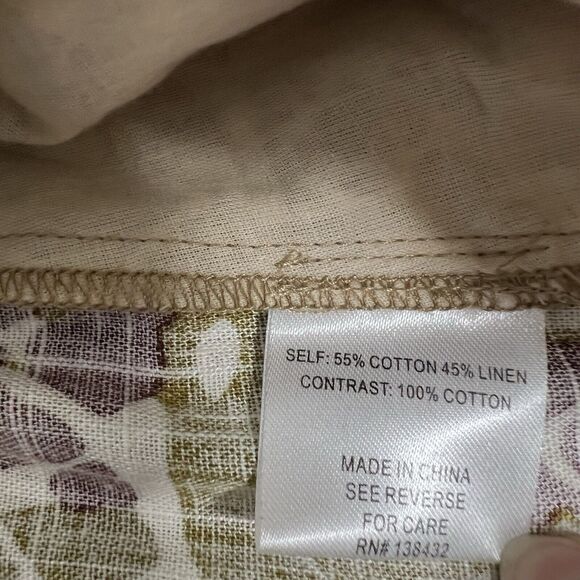 SELF: 55% COTTON 45% LINEN
CONTRAST: 100% COTTON
MADE IN CHINA
SEE REVERSE
FOR CARE
RN# 138432